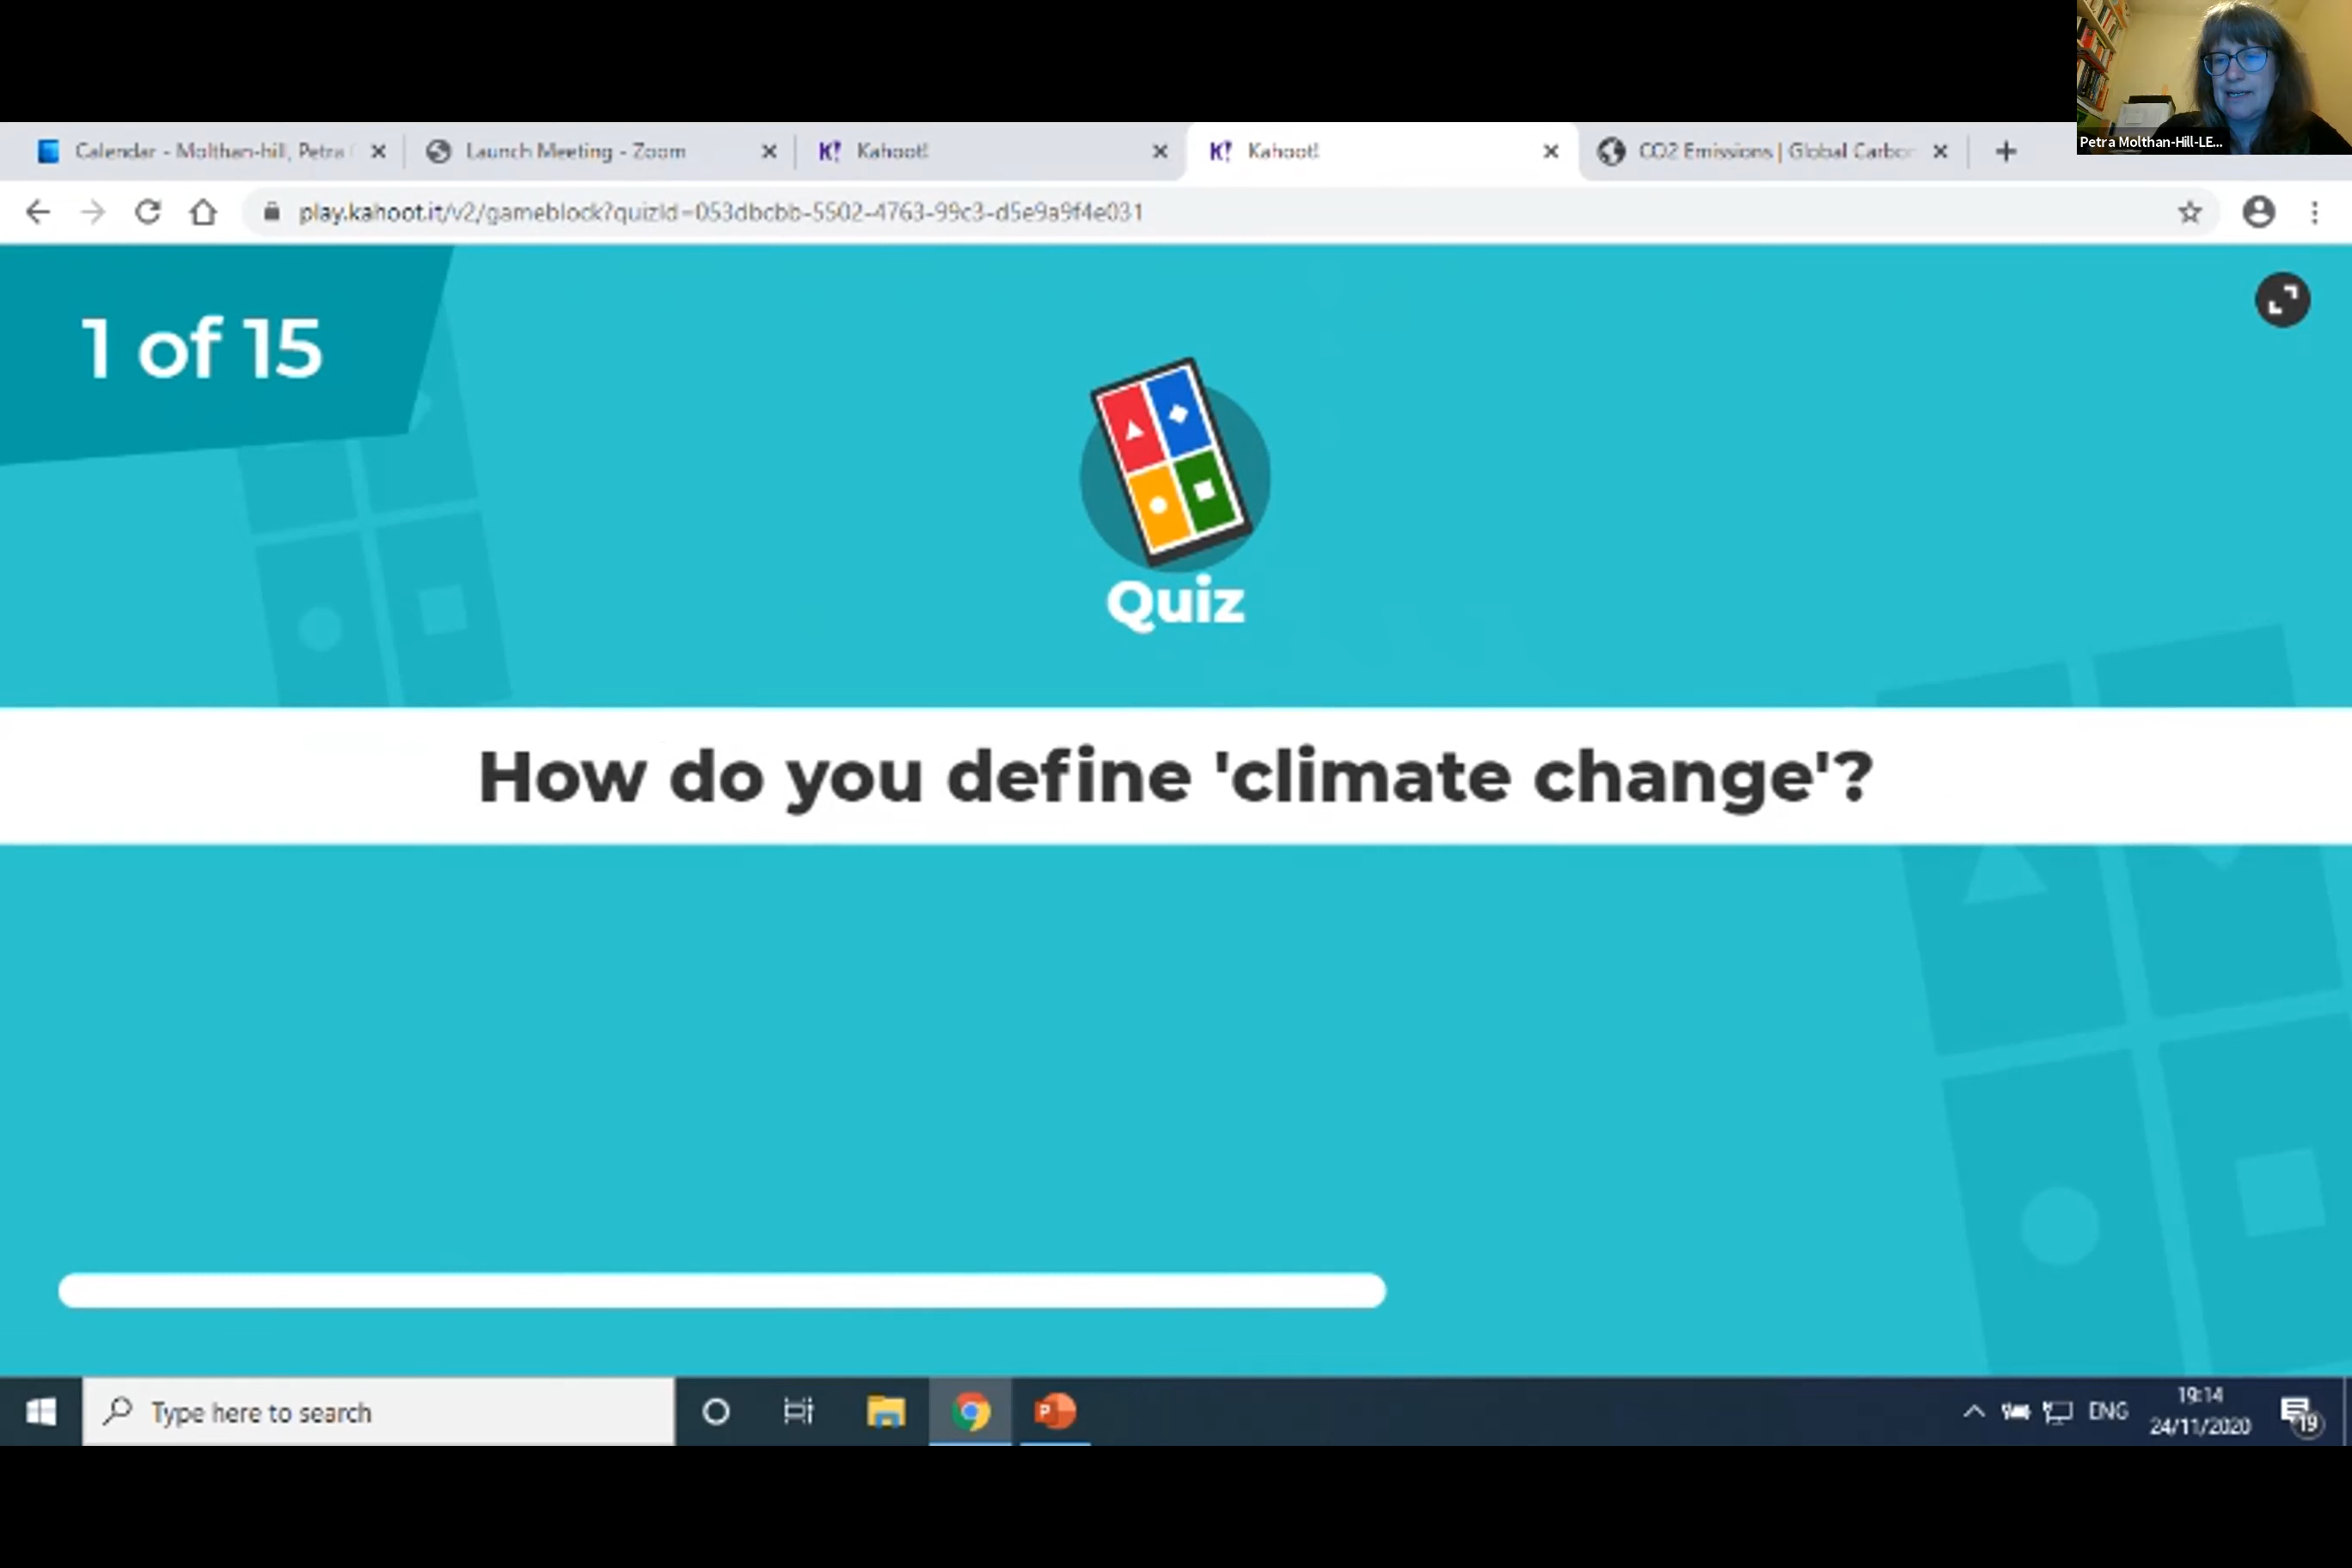 Petra Molthan-Hill-LE...
Calendar - Molthan-hill, Petra
Launch Meeting - Zoom
K! Kahoot!
K! Kahoot!
CO2 Emissions | Global Carbon
play.kahoot.it/v2/gameblock?quizId=053dbcbb-5502-4763-99c3-d5e9a9f4e031
1 of 15
Quiz
How do you define 'climate change'?
Type here to search
P
ENG
19:14
24/11/2020
19